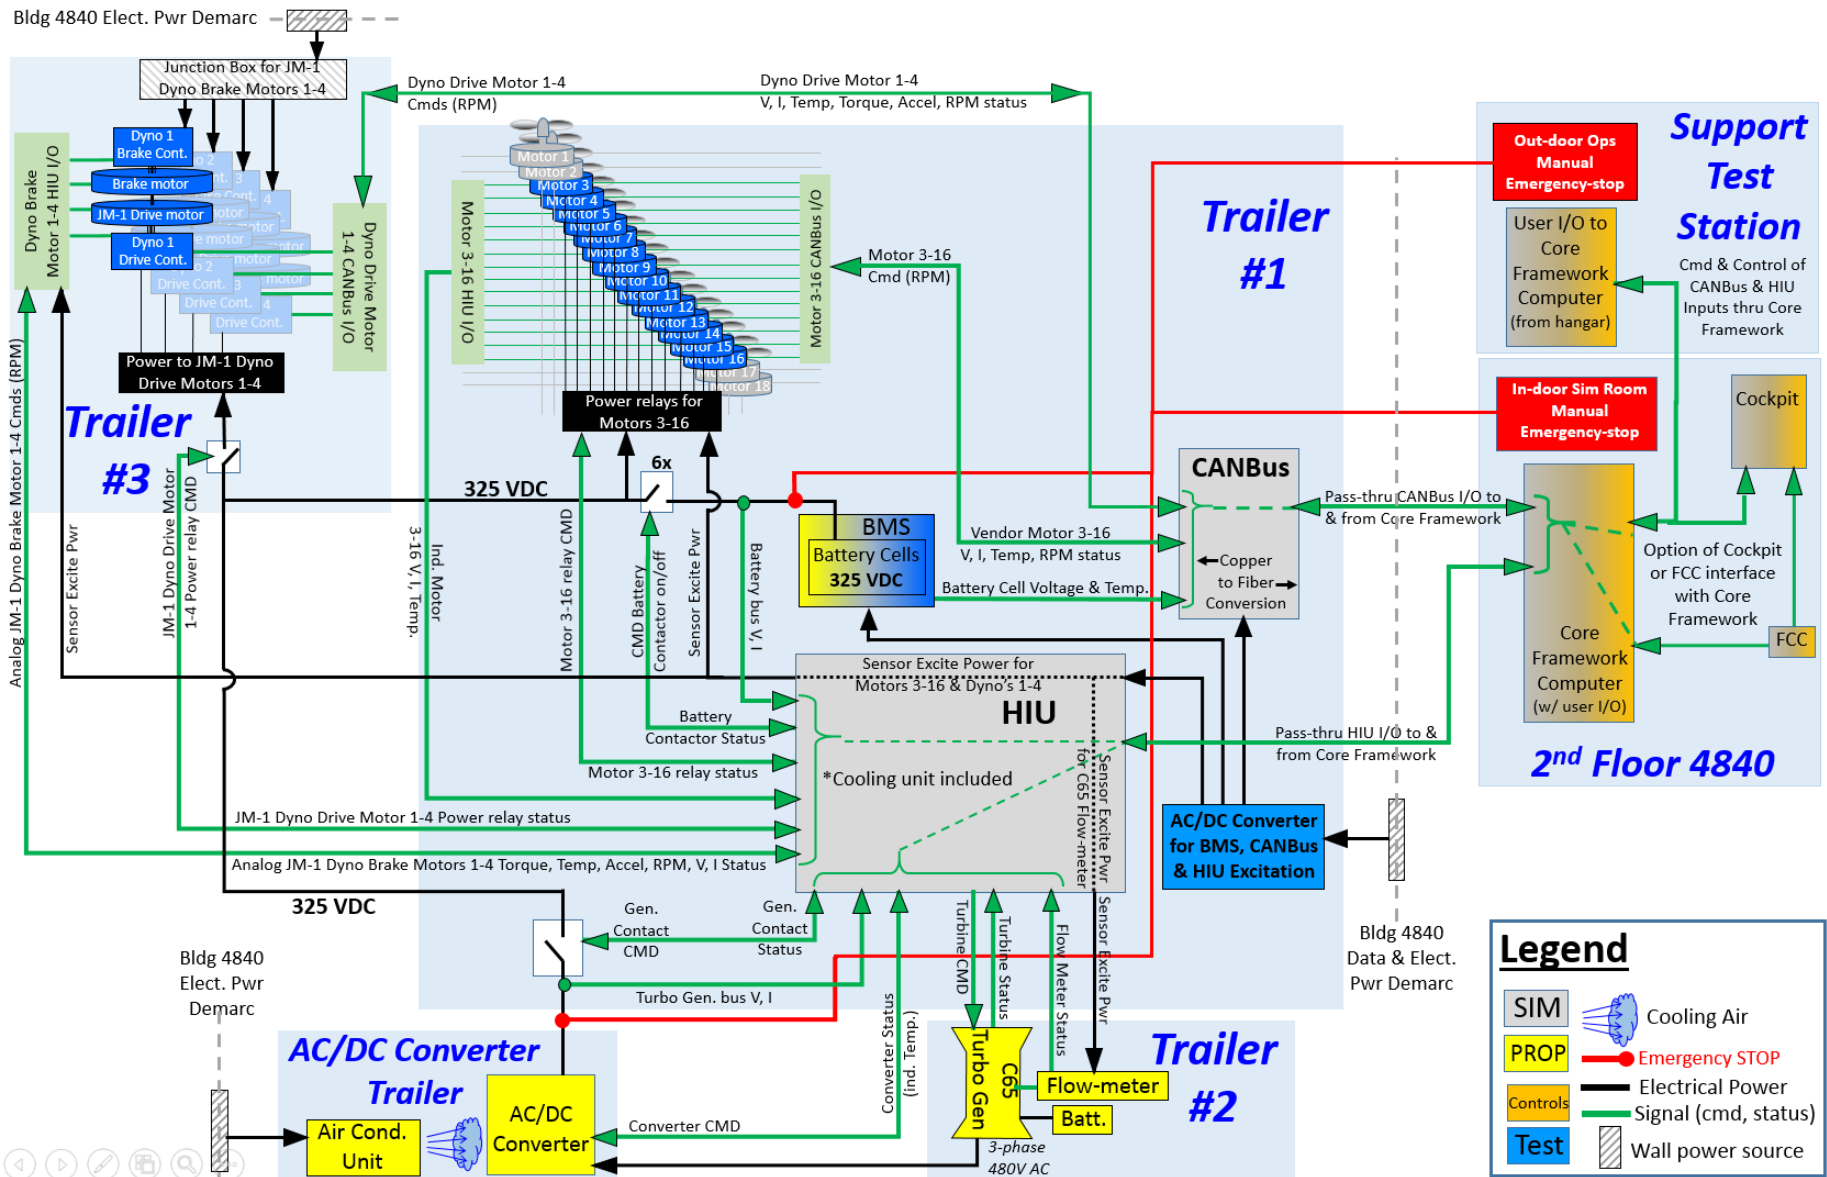 Bldg 4840 Elect. Pwr Demarc
Junction Box for JM-1
Dyno Brake Motors 1-4
Dyno Brake
Motor 1-4 HIU I/O
Dyno 1
Brake Cont.
Brake motor
JM-1 Drive motor
Dyno 1
Drive Cont.
Dyno 2
Drive Cont.
3
Drive Cont.
4
Drive Cont.
Dyno Drive Motor
1-4 CANBus I/O
Power to JM-1 Dyno
Drive Motors 1-4
Trailer
#3
Dyno Drive Motor 1-4
Cmds (RPM)
Dyno Drive Motor 1-4
V, I, Temp, Torque, Accel, RPM status
Motor 3-16 HIU I/O
Motor 1
Motor 2
Motor 3
Motor 4
Motor 5
Motor 6
Motor 7
Motor 8
Motor 9
Motor 10
Motor 11
Motor 12
Motor 13
Motor 14
Motor 15
Motor 16
Motor 17
Motor 18
Motor 3-16 CANBus I/O
Power relays for
Motors 3-16
Motor 3-16
Cmd (RPM)
Trailer
#1
Out-door Ops
Manual
Emergency-stop
User I/O to
Core
Framework
Computer
(from hangar)
Support
Test
Station
Cmd & Control of
CANBus & HIU
Inputs thru Core
Framework
In-door Sim Room
Manual
Emergency-stop
Cockpit
Core
Framework
Computer
(w/ user I/O)
Option of Cockpit
or FCC interface
with Core
Framework
FCC
2nd Floor 4840
Analog JM-1 Dyno Brake Motor 1-4 Cmds (RPM)
Sensor Excite Pwr
JM-1 Dyno Drive Motor
1-4 Power relay CMD
325 VDC
6x
Ind. Motor
3-16 V, I, Temp.
Motor 3-16 relay CMD
CMD Battery
Contactor on/off
Sensor Excite Pwr
Battery bus V, I
BMS
Battery Cells
325 VDC
Vendor Motor 3-16
V, I, Temp, RPM status
Battery Cell Voltage & Temp.
CANBus
Copper
to Fiber
Conversion
Pass-thru CANBus I/O to
& from Core Framework
Sensor Excite Power for
Motors 3-16 & Dyno's 1-4
HIU
*Cooling unit included
Sensor Excite Pwr
for C65 Flow-meter
Battery
Contactor Status
Motor 3-16 relay status
JM-1 Dyno Drive Motor 1-4 Power relay status
Analog JM-1 Dyno Brake Motors 1-4 Torque, Temp, Accel, RPM, V, I Status
Pass-thru HIU I/O to &
from Core Framework
AC/DC Converter
for BMS, CANBus
& HIU Excitation
Bldg 4840
Data & Elect.
Pwr Demarc
325 VDC
Gen.
Contact
CMD
Gen.
Contact
Status
Turbo Gen. bus V, I
Converter Status
(ind. Temp.)
Turbine CMD
Turbine Status
Flow Meter Status
Sensor Excite Pwr
Bldg 4840
Elect. Pwr
Demarc
AC/DC Converter
Trailer
Air Cond.
Unit
AC/DC
Converter
Converter CMD
Turbo Gen
C65
Flow-meter
Batt.
3-phase
480V AC
Trailer
#2
Legend
SIM
Cooling Air
PROP
Emergency STOP
Electrical Power
Controls
Signal (cmd, status)
Test
Wall power source